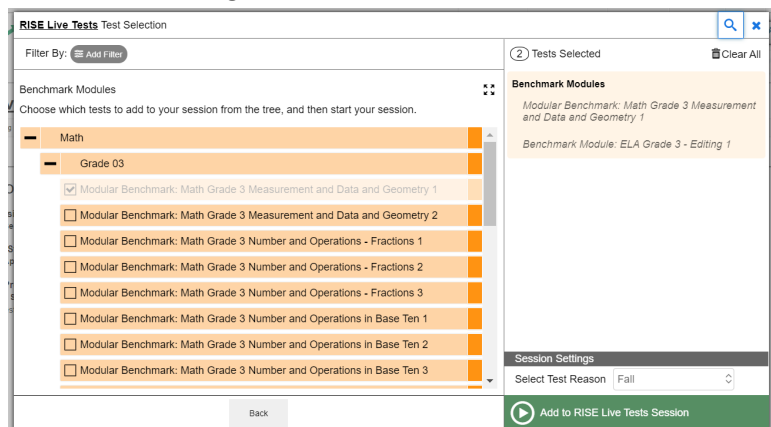 RISE Live Tests Test Selection
Filter By: Add Filter
Benchmark Modules
Choose which tests to add to your session from the tree, and then start your session.
Math
Grade 03
Modular Benchmark: Math Grade 3 Measurement and Data and Geometry 1
Modular Benchmark: Math Grade 3 Measurement and Data and Geometry 2
Modular Benchmark: Math Grade 3 Number and Operations - Fractions 1
Modular Benchmark: Math Grade 3 Number and Operations - Fractions 2
Modular Benchmark: Math Grade 3 Number and Operations - Fractions 3
Modular Benchmark: Math Grade 3 Number and Operations in Base Ten 1
Modular Benchmark: Math Grade 3 Number and Operations in Base Ten 2
Modular Benchmark: Math Grade 3 Number and Operations in Base Ten 3
Back
2 Tests Selected
Clear All
Benchmark Modules
Modular Benchmark: Math Grade 3 Measurement
and Data and Geometry 1
Benchmark Module: ELA Grade 3 - Editing 1
Session Settings
Select Test Reason Fall
Add to RISE Live Tests Session